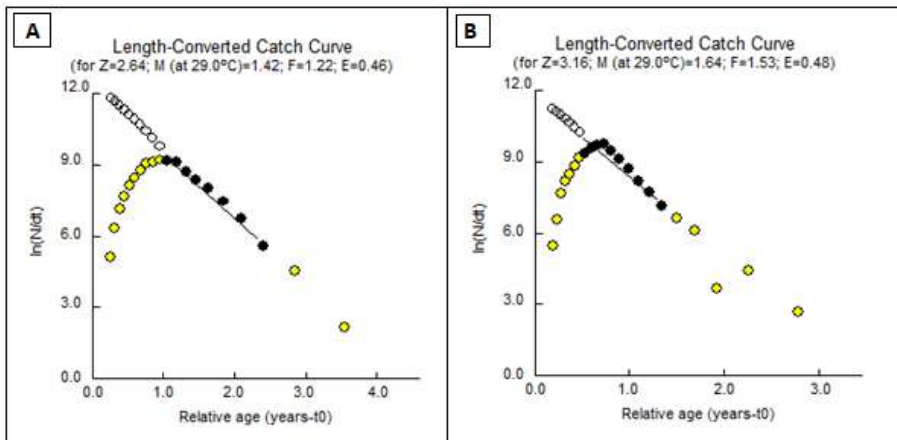 A
Length-Converted Catch Curve
(for Z=2.64; M (at 29.0ºC)=1.42; F=1.22; E=0.46)
12.0
9.0
6.0
3.0
0.0
ln(N/dt)
0.0 1.0 2.0 3.0 4.0
Relative age (years-t0)
B
Length-Converted Catch Curve
(for Z=3.16; M (at 29.0ºC)=1.64; F=1.53; E=0.48)
12.0
9.0
6.0
3.0
0.0
ln(N/dt)
0.0 1.0 2.0 3.0
Relative age (years-t0)